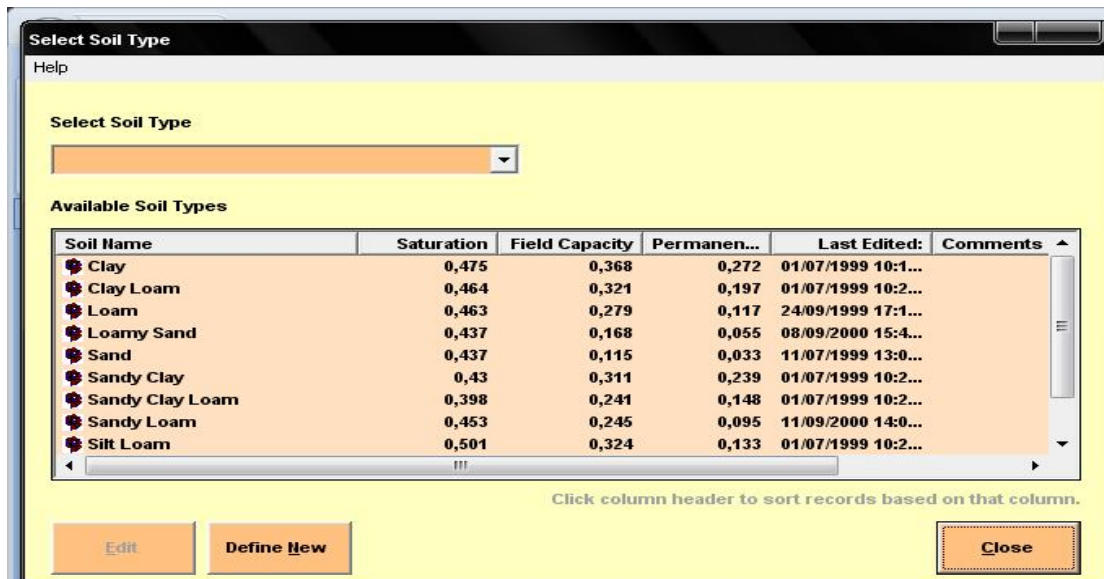 Select Soil Type
Help
Select Soil Type
Available Soil Types
Soil Name Saturation Field Capacity Permanen... Last Edited: Comments
Clay 0,475 0,368 0,272 01/07/1999 10:1...
Clay Loam 0,464 0,321 0,197 01/07/1999 10:2...
Loam 0,463 0,279 0,117 24/09/1999 17:1...
Loamy Sand 0,437 0,168 0,055 08/09/2000 15:4...
Sand 0,437 0,115 0,033 11/07/1999 13:0...
Sandy Clay 0,43 0,311 0,239 01/07/1999 10:2...
Sandy Clay Loam 0,398 0,241 0,148 01/07/1999 10:2...
Sandy Loam 0,453 0,245 0,095 11/09/2000 14:0...
Silt Loam 0,501 0,324 0,133 01/07/1999 10:2...
Click column header to sort records based on that column.
Edit Define New Close